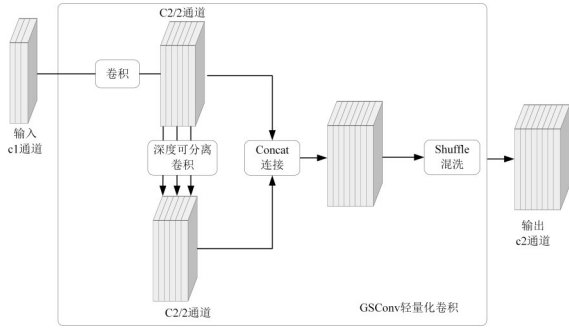 C2/2通道
卷积
输入
c1通道
深度可分离
卷积
Concat
连接
Shuffle
混洗
输出
c2通道
C2/2通道
GSConv轻量化卷积